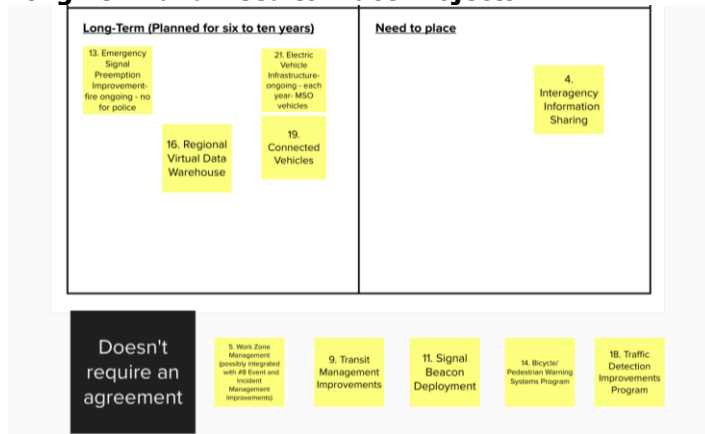 Long-Term (Planned for six to ten years)
Need to place
13. Emergency
Signal
Preemption
Improvement-
fire ongoing - no
for police
21. Electric
Vehicle
Infrastructure-
ongoing - each
year- MSO
vehicles
4.
Interagency
Information
Sharing
16. Regional
Virtual Data
Warehouse
19.
Connected
Vehicles
Doesn't
require an
agreement
5. Work Zone
Management
(possibly integrated
with #8 Event and
Incident
Management
Improvements)
9. Transit
Management
Improvements
11. Signal
Beacon
Deployment
14. Bicycle/
Pedestrian Warning
Systems Program
18. Traffic
Detection
Improvements
Program